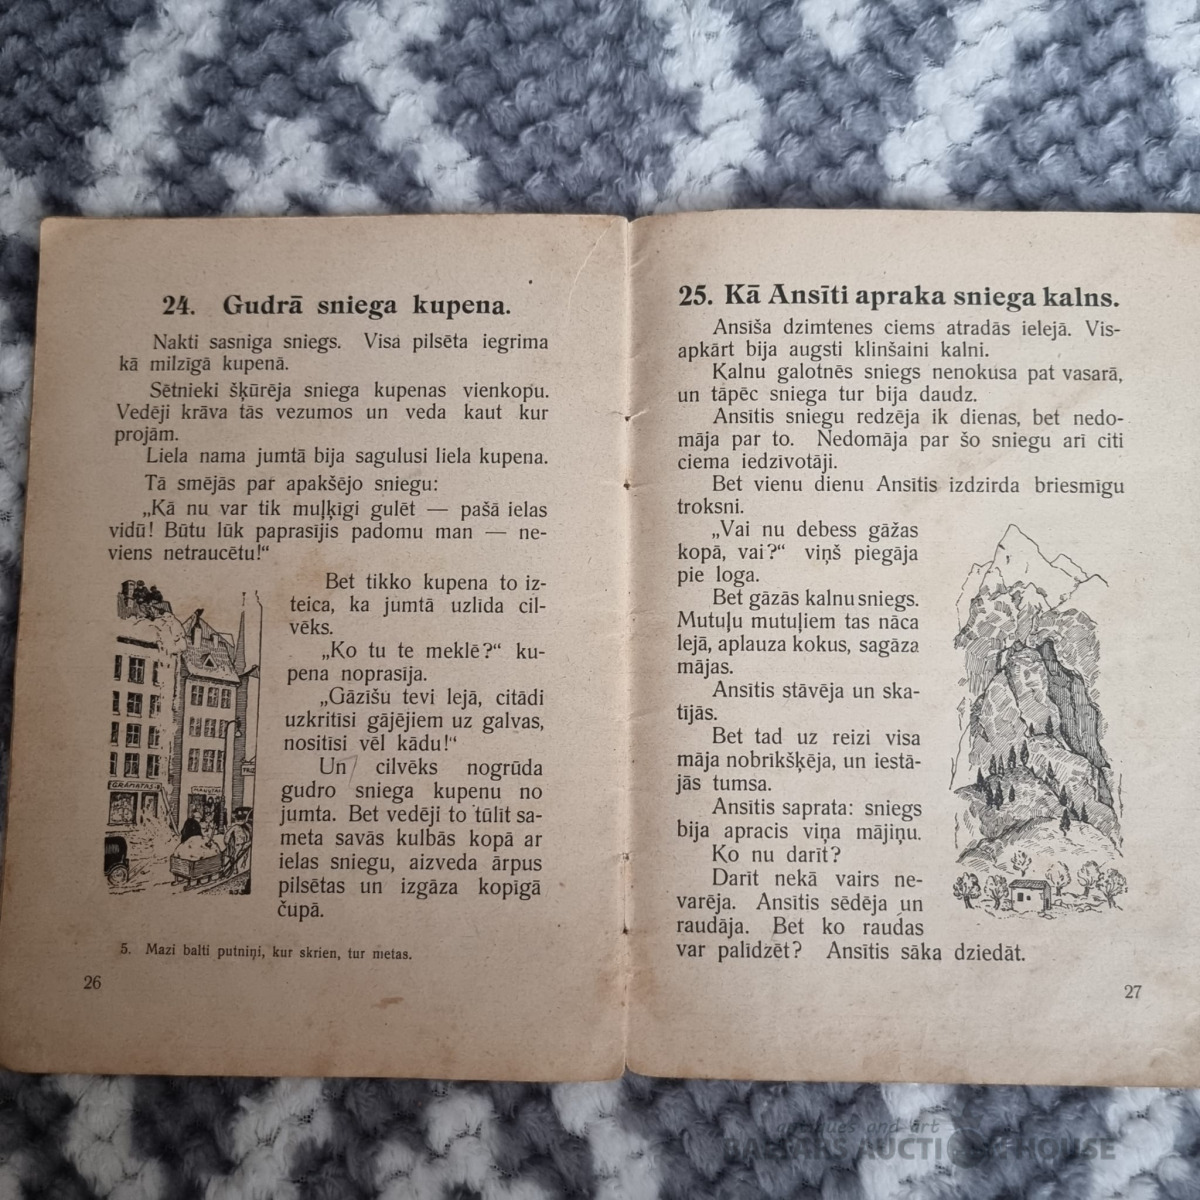 24. Gudrā sniega kupena.
Nakti sasniga sniegs. Visa pilsēta iegrima
kā milzīgā kupenā.
Sētnieki šķūrēja sniega kupenas vienkopu.
Vedēji krāva tās vezumos un veda kaut kur
projām.
Liela nama jumtā bija sagulusi liela kupena.
Tā smējās par apakšējo sniegu:
„Kā nu var tik muļķīgi gulēt — pašā ielas
vidū! Būtu lūk paprasījis padomu man — ne-
viens netraucētu!“
Bet tikko kupena to iz-
teica, ka jumtā uzlīda cil-
vēks.
„Ko tu te meklē?“ ku-
pena noprasīja.
„Gāzīšu tevi lejā, citādi
uzkritīsi gājējiem uz galvas,
nositīsi vēl kādu!“
Un cilvēks nogrūda
gudro sniega kupenu no
jumta. Bet vedēji to tūlīt sa-
meta savās kulbās kopā ar
ielas sniegu, aizveda ārpus
pilsētas un izgāza kopīgā
čupā.
GRĀMATAS
5. Mazi balti putniņi, kur skrien, tur metas.
26
25. Kā Ansīti apraka sniega kalns.
Ansīša dzimtenes ciems atradās ielejā. Vis-
apkārt bija augsti klinšaini kalni.
Kalnu galotnēs sniegs nenokusa pat vasarā,
un tāpēc sniega tur bija daudz.
Ansītis sniegu redzēja ik dienas, bet nedo-
māja par to. Nedomāja par šo sniegu arī citi
ciema iedzīvotāji.
Bet vienu dienu Ansītis izdzirda briesmīgu
troksni.
„Vai nu debess gāžas
kopā, vai?“ viņš piegāja
pie loga.
Bet gāzās kalnu sniegs.
Mutuļu mutuļiem tas nāca
lejā, aplauza kokus, sagāza
mājas.
Ansītis stāvēja un ska-
tījās.
Bet tad uz reizi visa
māja nobrīkšķēja, un iestā-
jās tumsa.
Ansītis saprata: sniegs
bija apracis viņa mājiņu.
Ko nu darīt?
Darīt nekā vairs ne-
varēja. Ansītis sēdēja un
raudāja. Bet ko raudas
var palīdzēt? Ansītis sāka dziedāt.
27
antiques and art
AUCTION HOUSE